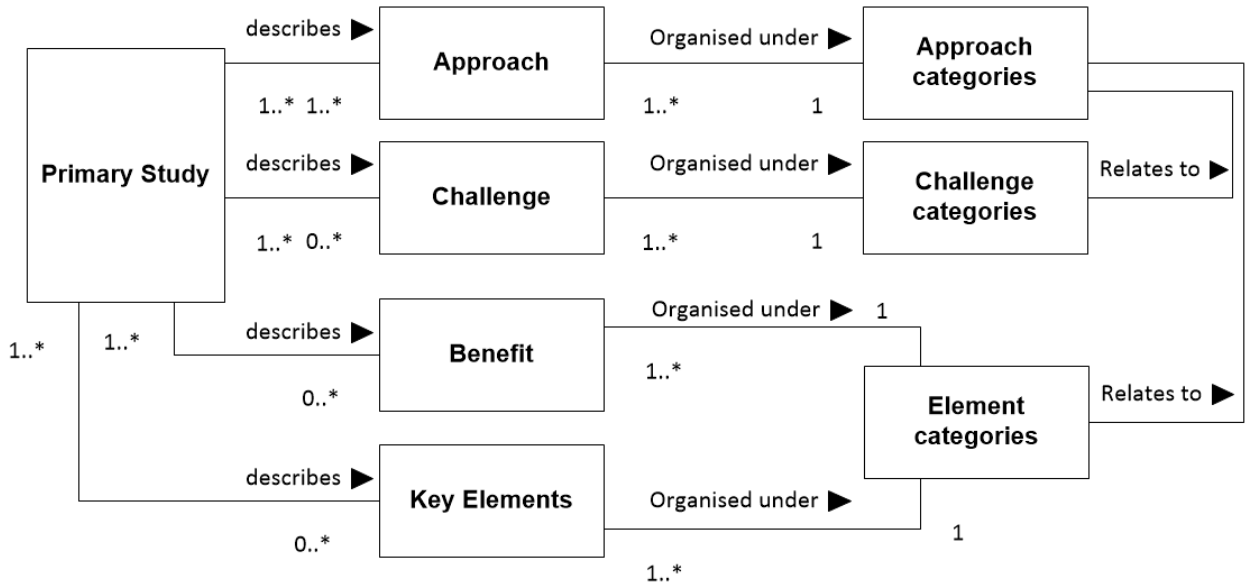 describes ▶
Organised under ▶
Approach
Approach
categories
1..* 1..*
1..*
1
Primary Study
describes ▶
Organised under ▶
Challenge
Challenge
categories
Relates to ▶
1..* 0..*
1..*
1
describes ▶
Organised under ▶
1
1..*
1..*
Benefit
1..*
0..*
Element
categories
Relates to ▶
describes ▶
Key Elements
Organised under ▶
0..*
1..*
1